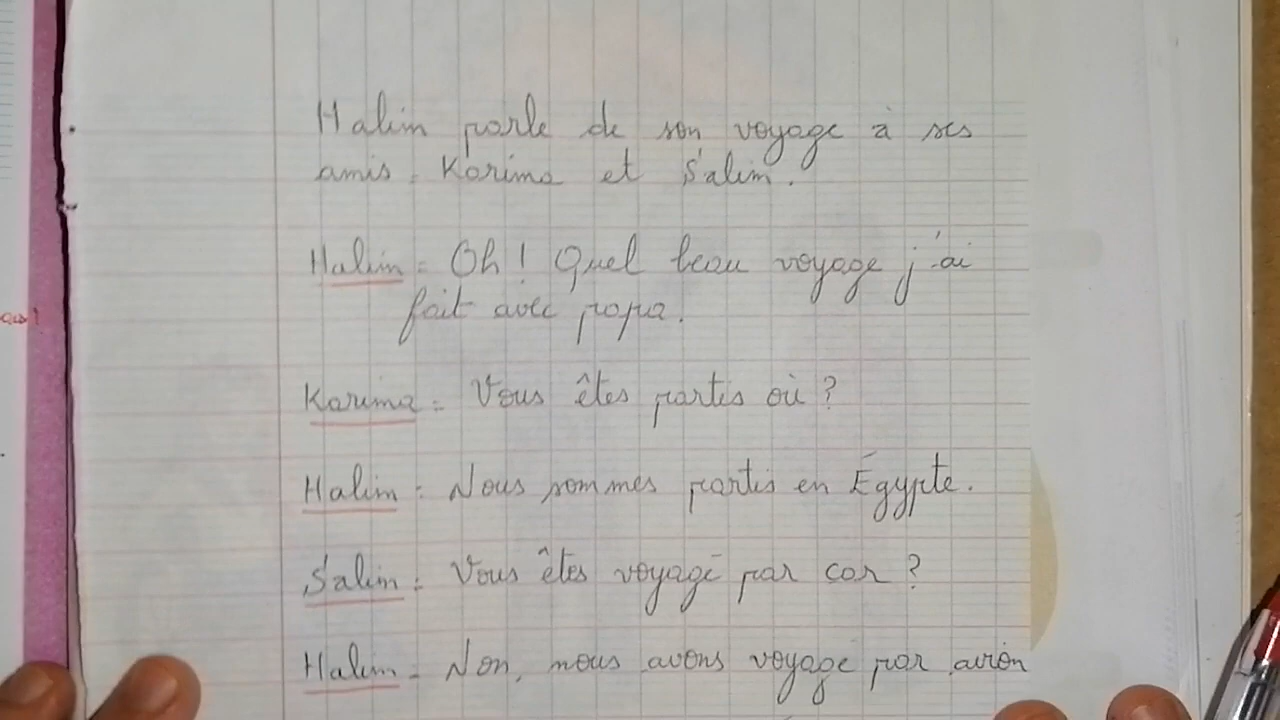 Halim parle de son voyage à ses
amis : Karima et Salim.
Halim : Oh ! Quel beau voyage j'ai
fait avec papa.
Karima : Vous êtes partis où ?
Halim : Nous sommes partis en Égypte.
Salim : Vous êtes voyagé par car ?
Halim : Non, nous avons voyagé par avion